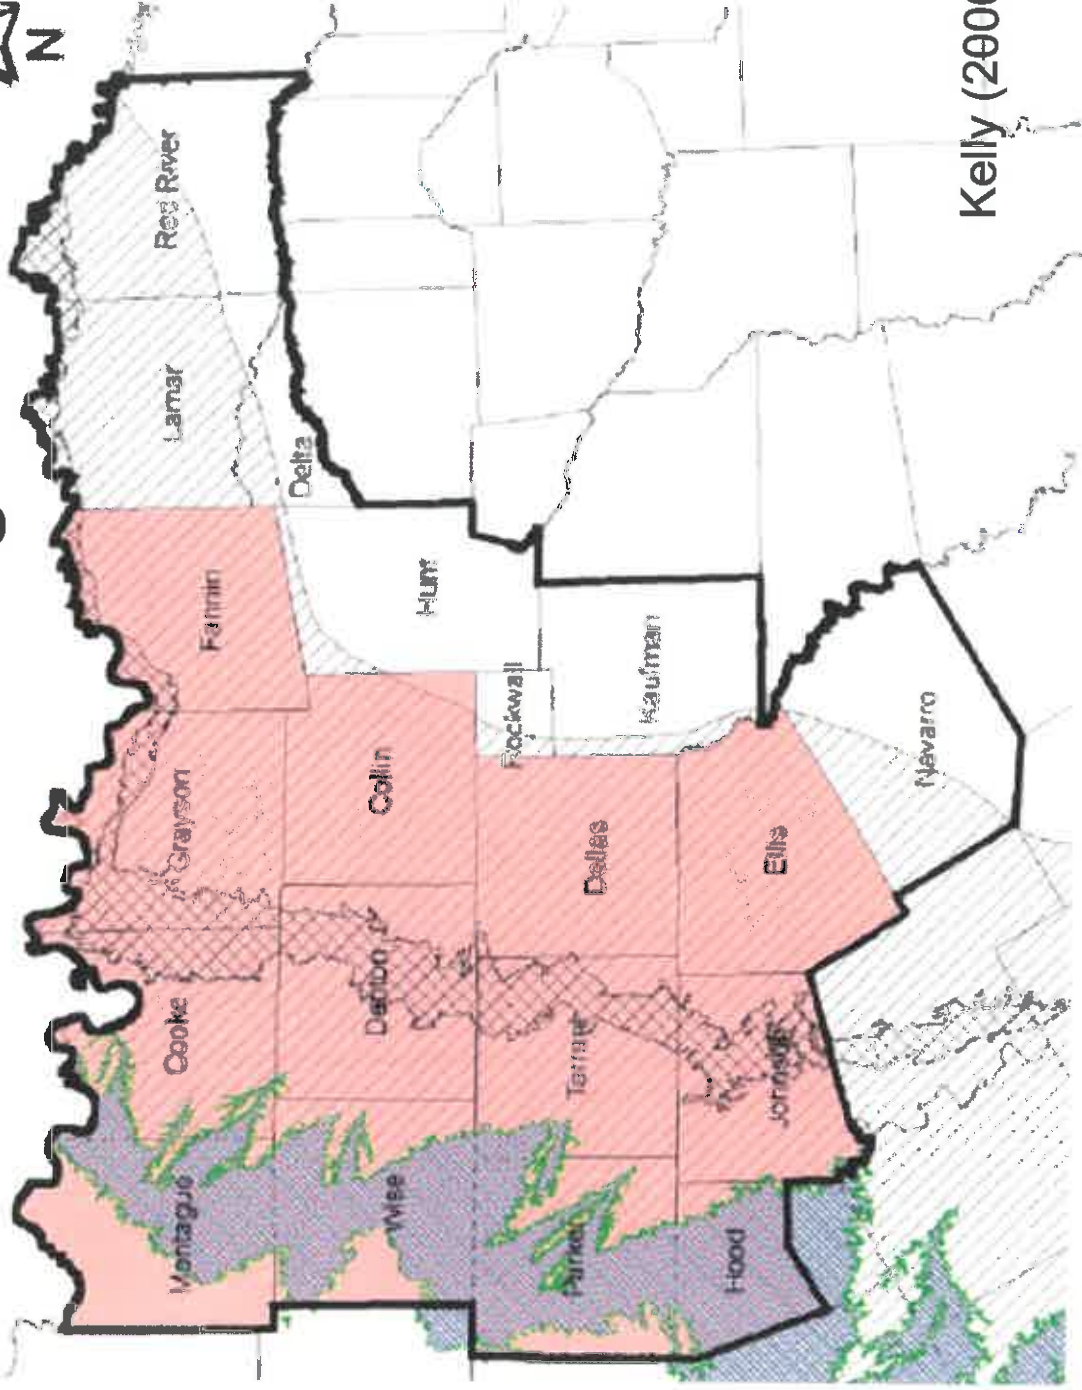 N
Red River
Lamar
Delta
Fannin
Hunt
Grayson
Collin
Rockwall
Kaufman
Navarro
Cooke
Denton
Dallas
Ellis
Tarrant
Johnson
Montague
Wise
Parker
Hood
Kelly (200